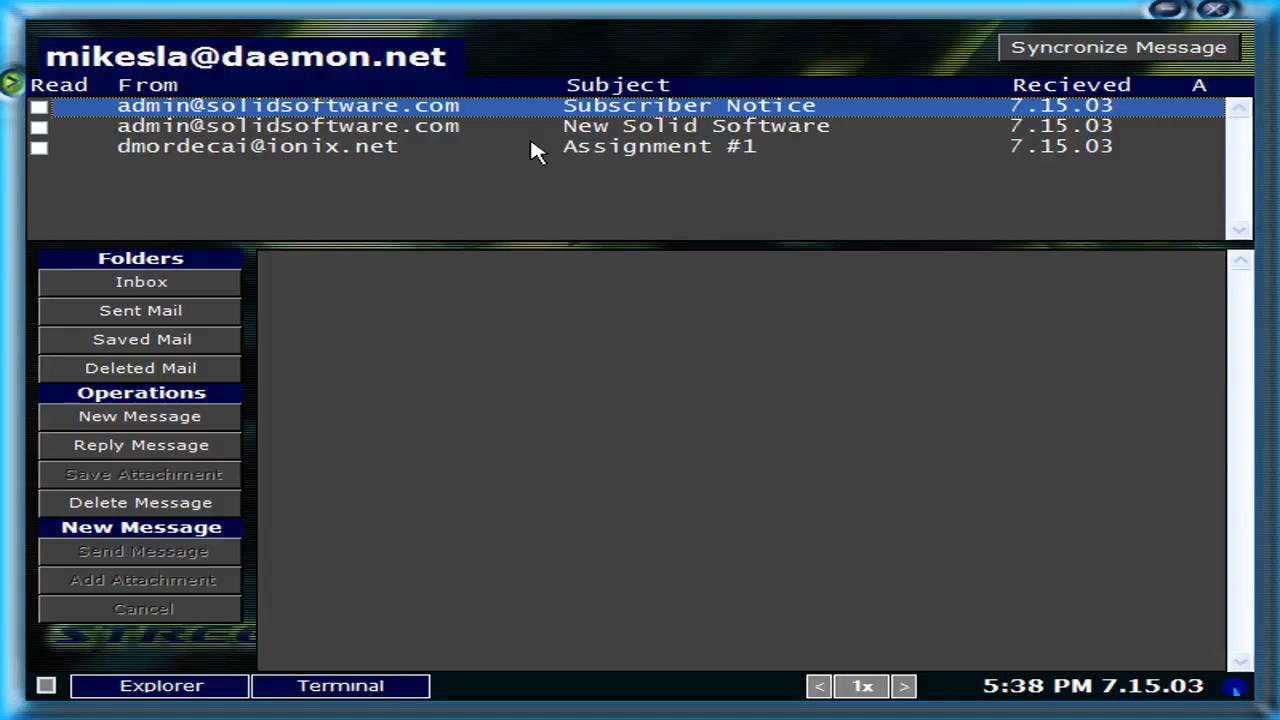 mikesla@daemon.net
Syncronize Message
Read From Subject Recieved A
admin@solidsoftware.com Subscriber Notice 7.15.03
admin@solidsoftware.com New Solid Software 7.15.03
dmordecai@ionix.net Assignment #1 7.15.03
Folders
Inbox
Sent Mail
Saved Mail
Deleted Mail
Operations
New Message
Reply Message
Save Attachment
Delete Message
New Message
Send Message
Add Attachment
Cancel
Explorer Terminal < 1x > 5:38 PM 7.15.03